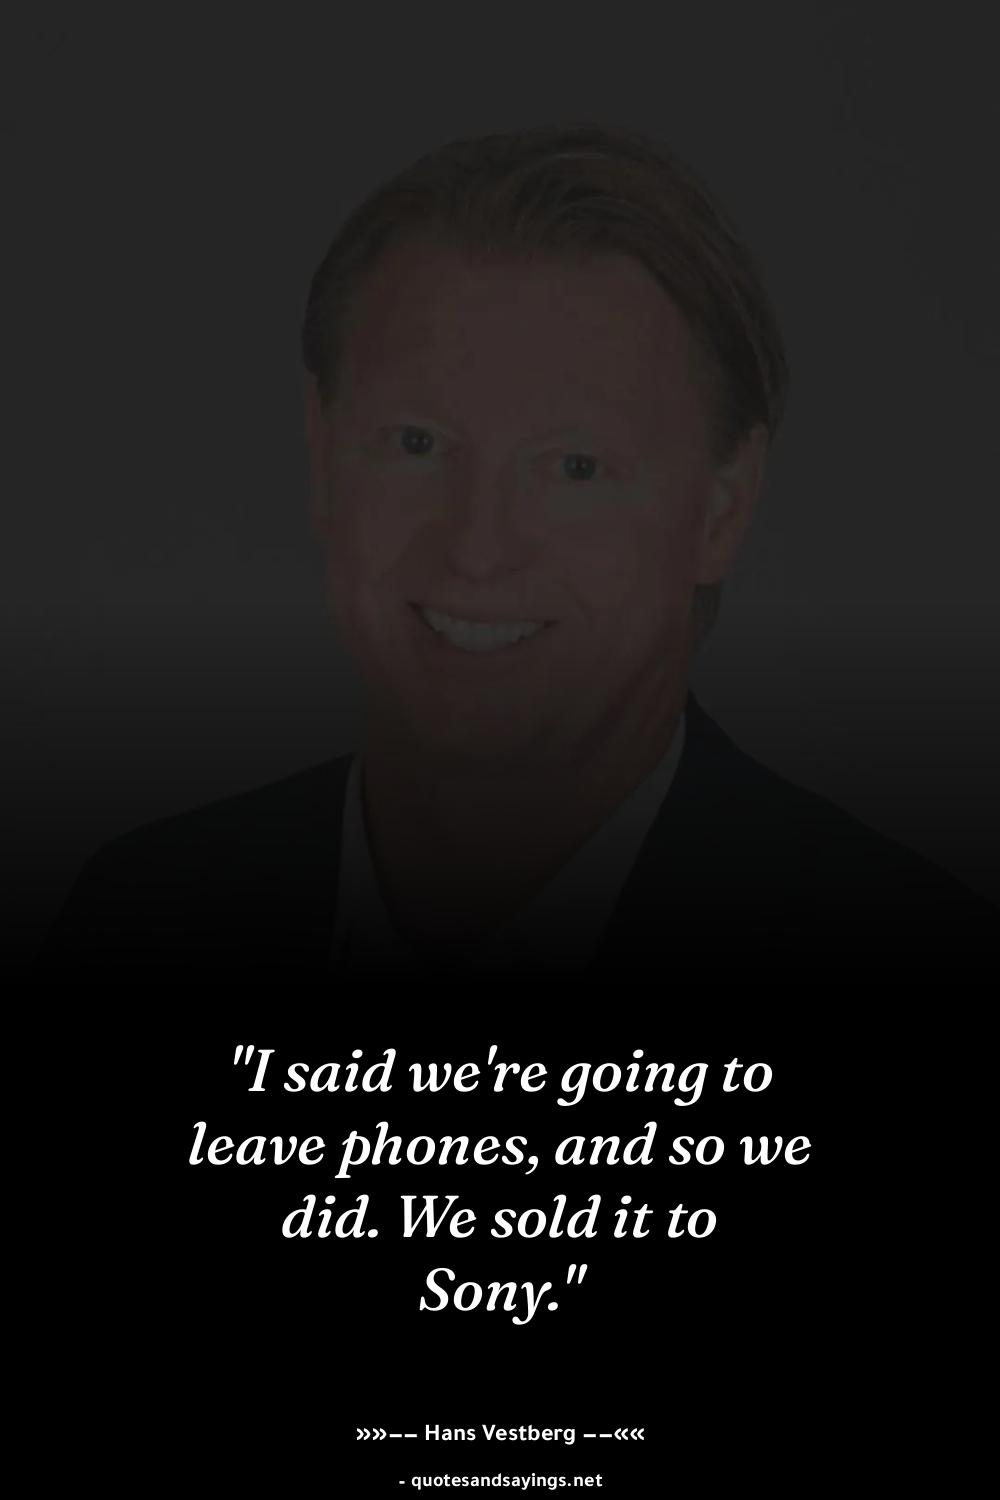 "I said we're going to
leave phones, and so we
did. We sold it to
Sony."
»»–– Hans Vestberg ––««
- quotesandsayings.net